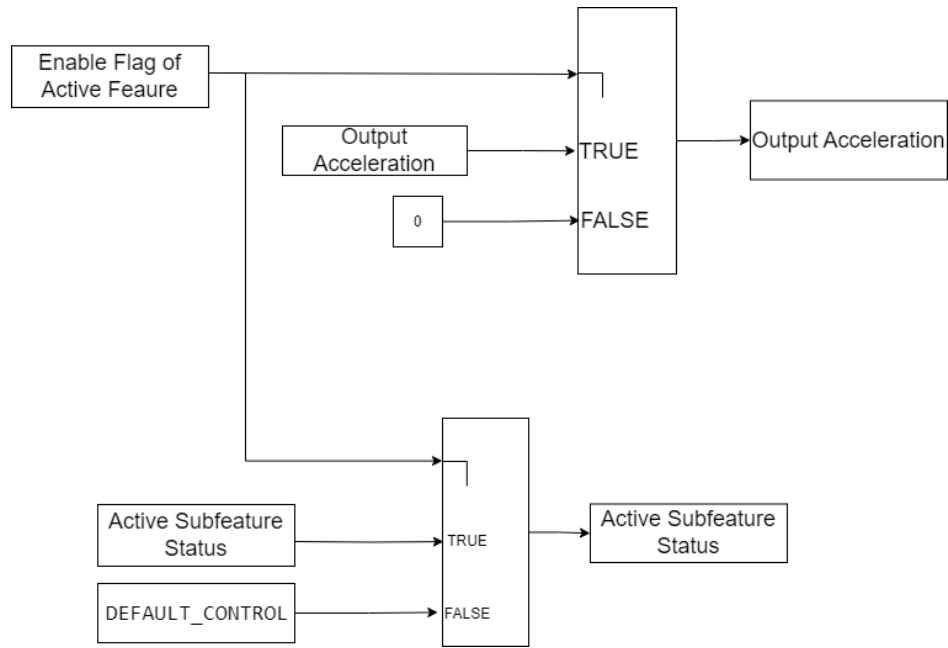 Enable Flag of
Active Feaure
Output
Acceleration
TRUE
Output Acceleration
0
FALSE
Active Subfeature
Status
TRUE
Active Subfeature
Status
DEFAULT_CONTROL
FALSE